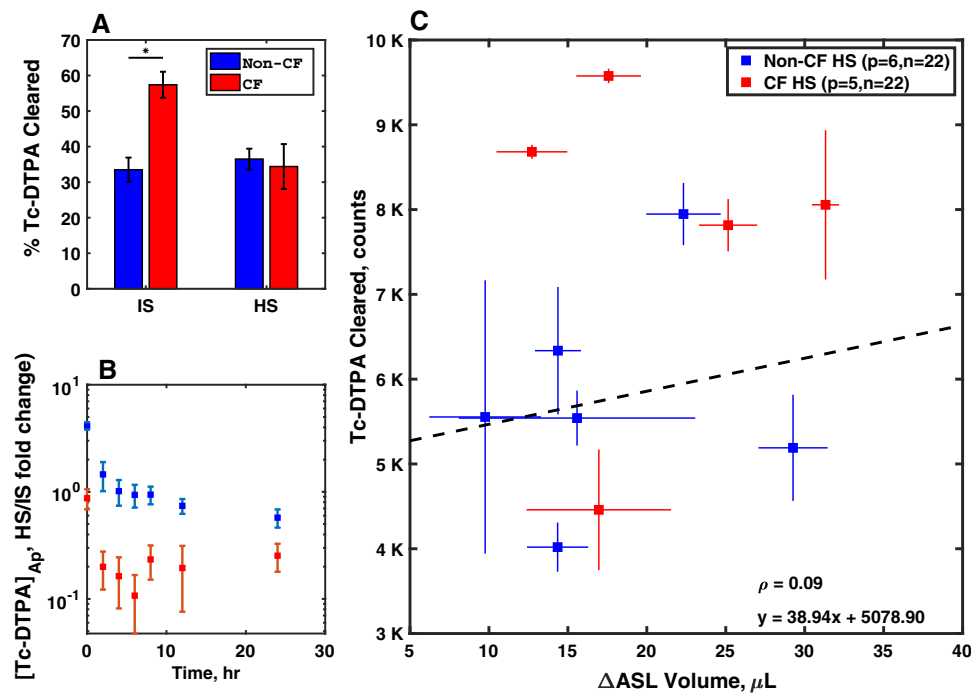 A
% Tc-DTPA Cleared
70
60
50
40
30
20
10
0
*
Non-CF
CF
IS
HS
B
[Tc-DTPA]Ap, HS/IS fold change)
10^1
10^0
10^-1
0
10
20
30
Time, hr
C
Tc-DTPA Cleared, counts
10 K
9 K
8 K
7 K
6 K
5 K
4 K
3 K
Non-CF HS (p=6,n=22)
CF HS (p=5,n=22)
ρ = 0.09
y = 38.94x + 5078.90
5
10
15
20
25
30
35
40
ΔASL Volume, μL